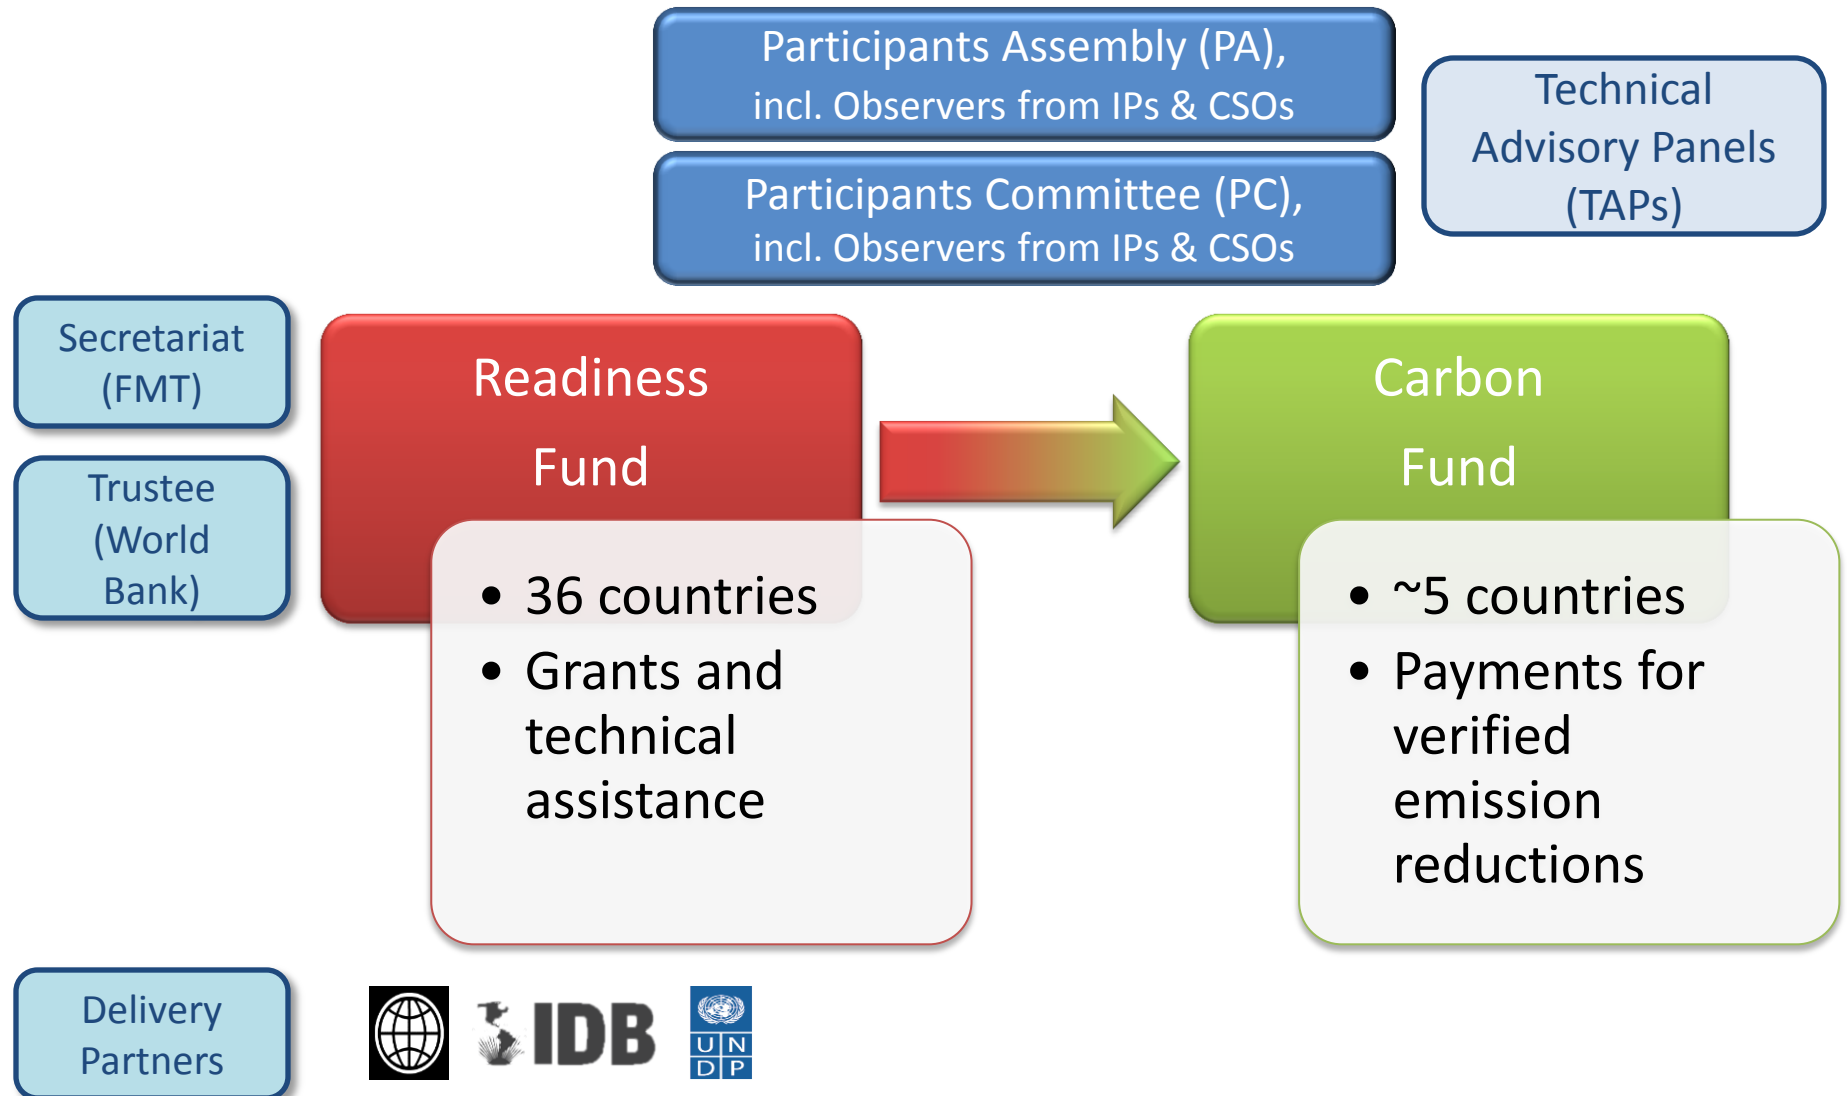 Participants Assembly (PA),
incl. Observers from IPs & CSOs
Technical
Advisory Panels
(TAPs)
Participants Committee (PC),
incl. Observers from IPs & CSOs
Secretariat
(FMT)
Trustee
(World
Bank)
Readiness
Fund
• 36 countries
• Grants and
technical
assistance
Carbon
Fund
• ~5 countries
• Payments for
verified
emission
reductions
Delivery
Partners
IDB
U N
D P